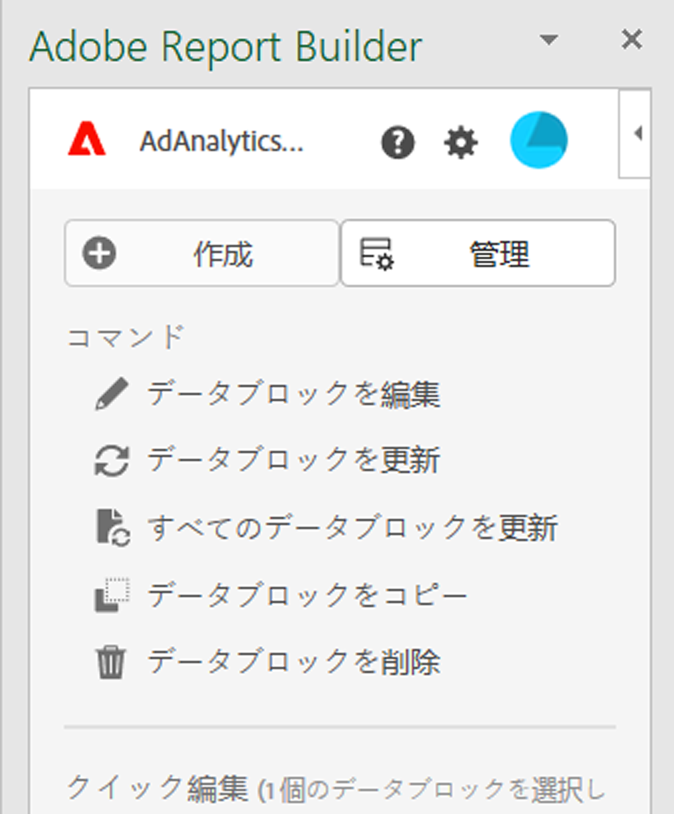 Adobe Report Builder
AdAnalytics...
作成
管理
コマンド
データブロックを編集
データブロックを更新
すべてのデータブロックを更新
データブロックをコピー
データブロックを削除
クイック編集 (1 個のデータブロックを選択し